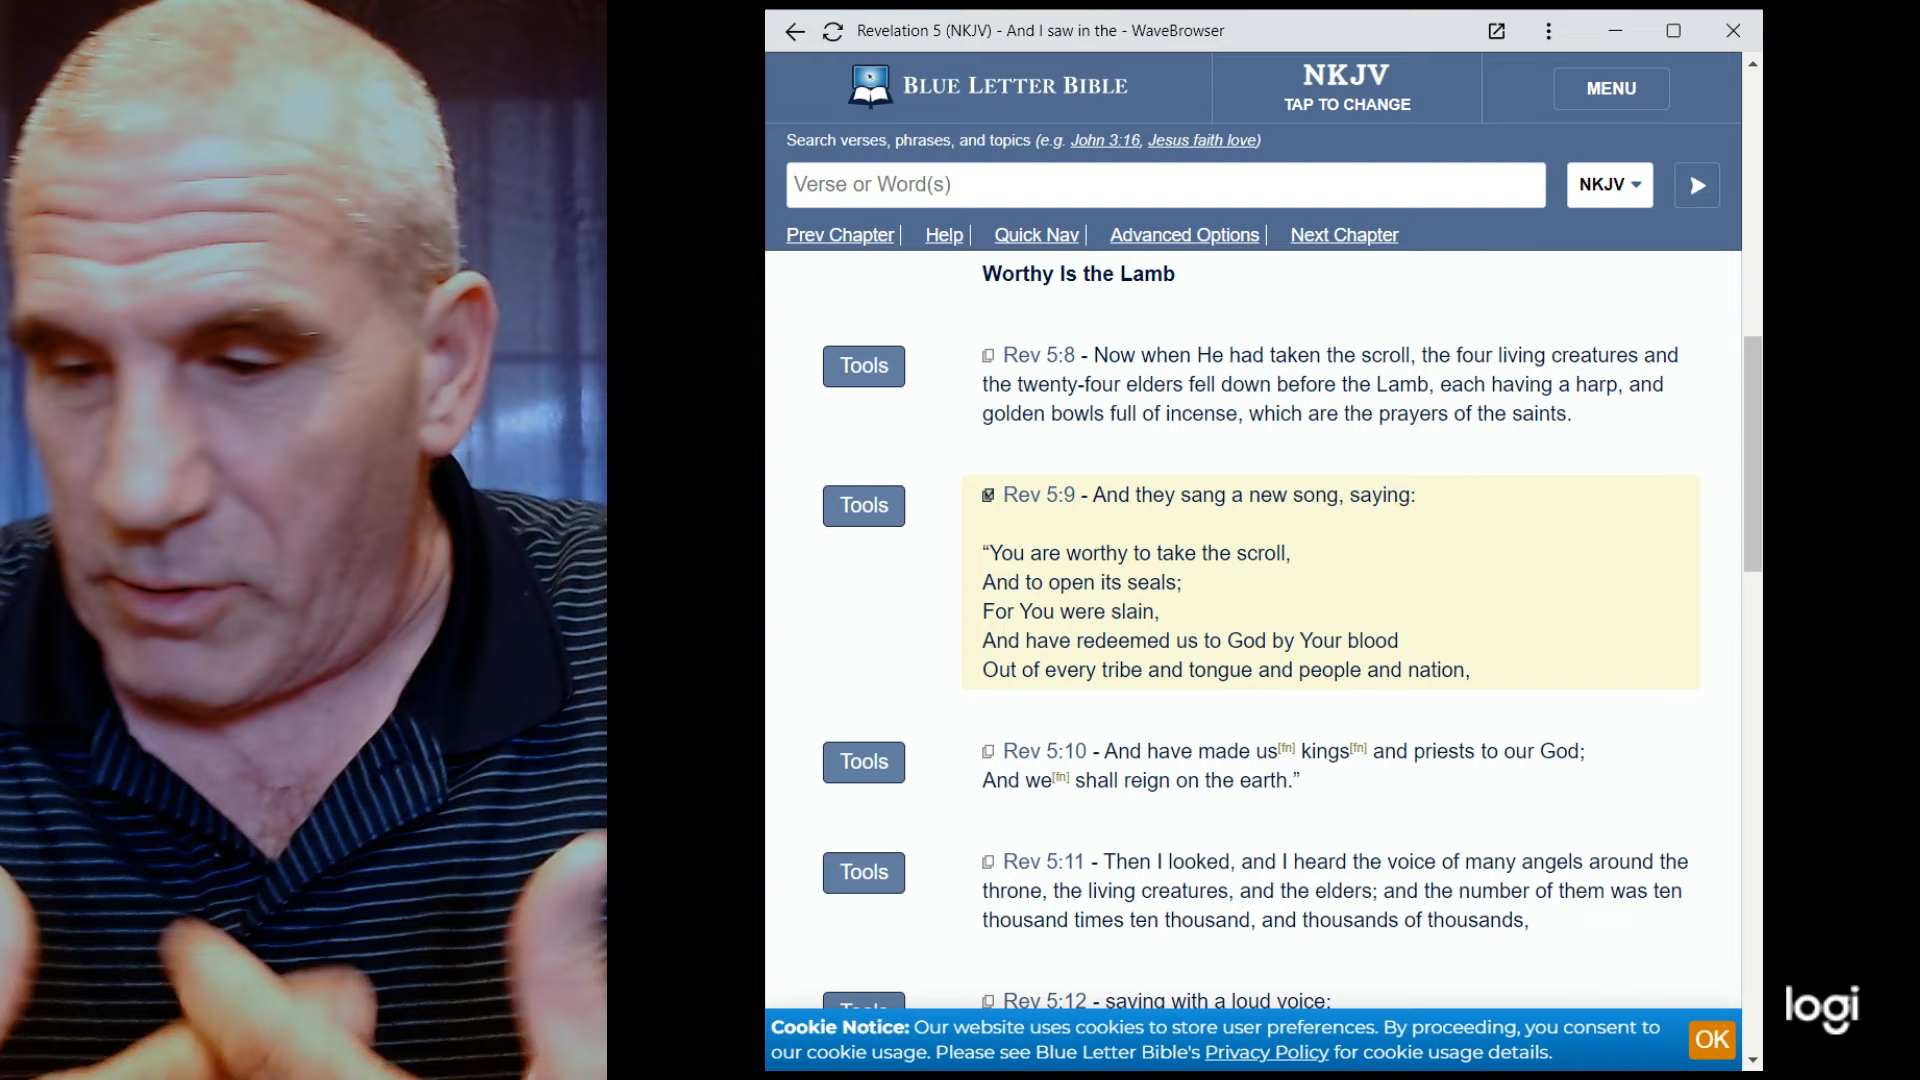 Revelation 5 (NKJV) - And I saw in the - WaveBrowser
BLUE LETTER BIBLE
NKJV
TAP TO CHANGE
MENU
Search verses, phrases, and topics (e.g. John 3:16, Jesus faith love)
Verse or Word(s)
NKJV
Prev Chapter | Help | Quick Nav | Advanced Options | Next Chapter
Worthy Is the Lamb
Tools
Rev 5:8 - Now when He had taken the scroll, the four living creatures and
the twenty-four elders fell down before the Lamb, each having a harp, and
golden bowls full of incense, which are the prayers of the saints.
Tools
Rev 5:9 - And they sang a new song, saying:
“You are worthy to take the scroll,
And to open its seals;
For You were slain,
And have redeemed us to God by Your blood
Out of every tribe and tongue and people and nation,
Tools
Rev 5:10 - And have made us[fn] kings[fn] and priests to our God;
And we[fn] shall reign on the earth.”
Tools
Rev 5:11 - Then I looked, and I heard the voice of many angels around the
throne, the living creatures, and the elders; and the number of them was ten
thousand times ten thousand, and thousands of thousands,
Tools
Rev 5:12 - saying with a loud voice:
Cookie Notice: Our website uses cookies to store user preferences. By proceeding, you consent to
our cookie usage. Please see Blue Letter Bible's Privacy Policy for cookie usage details.
OK
logi